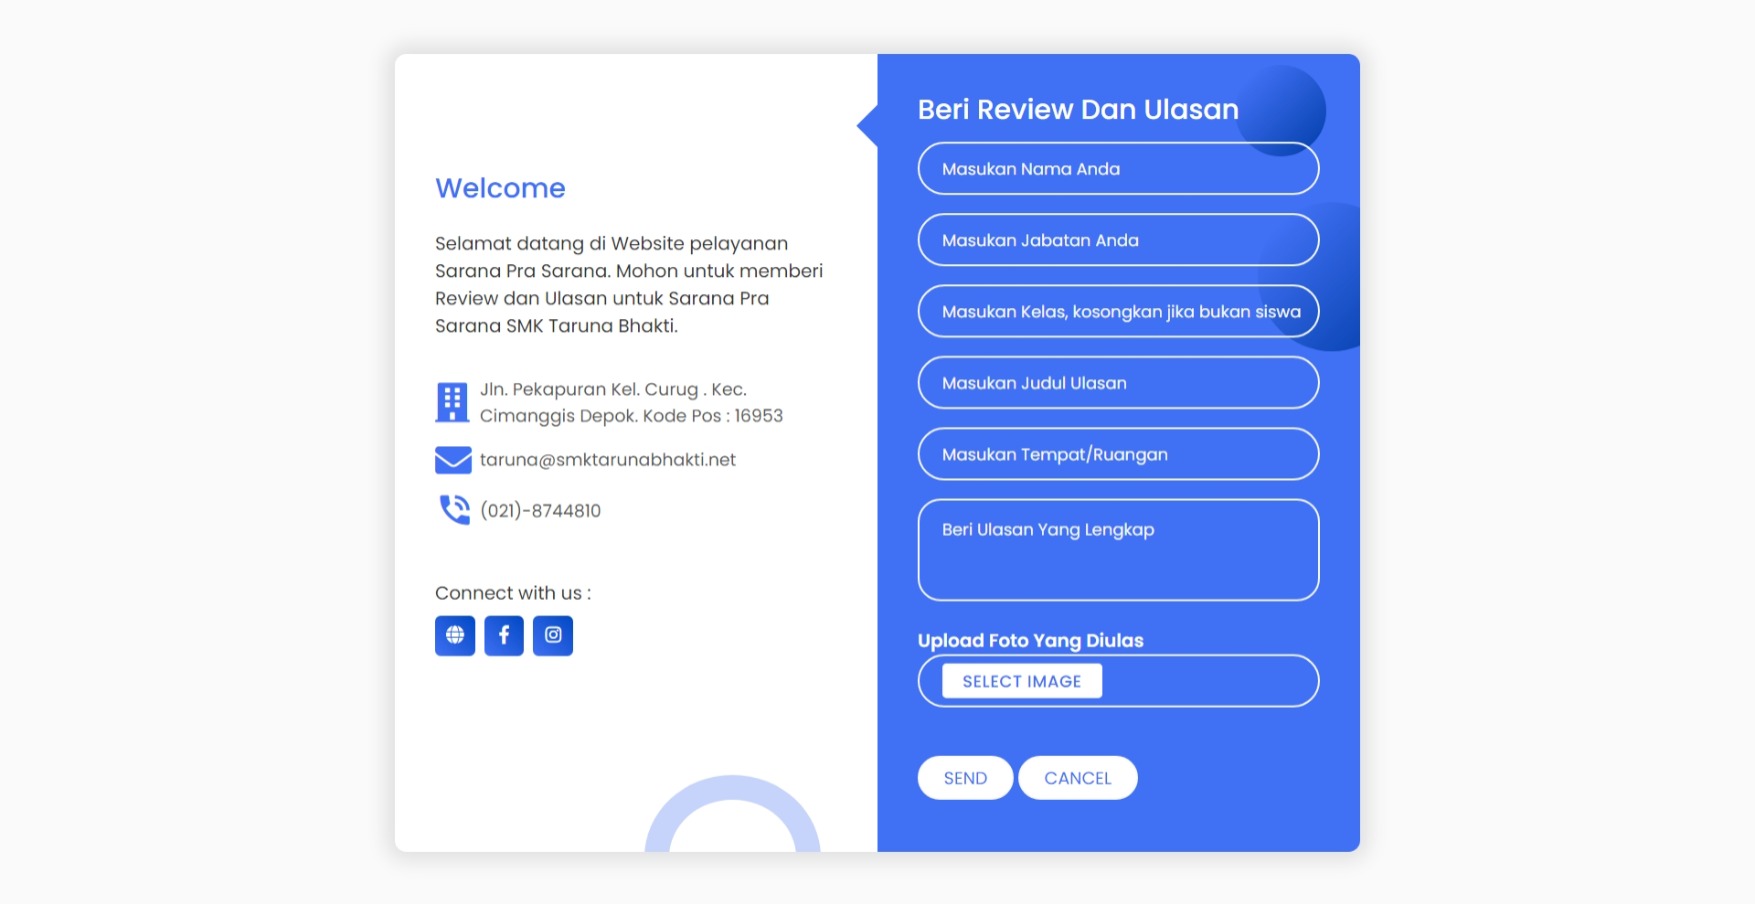 Welcome
Selamat datang di Website pelayanan
Sarana Pra Sarana. Mohon untuk memberi
Review dan Ulasan untuk Sarana Pra
Sarana SMK Taruna Bhakti.
Jln. Pekapuran Kel. Curug . Kec.
Cimanggis Depok. Kode Pos : 16953
taruna@smktarunabhakti.net
(021)-8744810
Connect with us :
Beri Review Dan Ulasan
Masukan Nama Anda
Masukan Jabatan Anda
Masukan Kelas, kosongkan jika bukan siswa
Masukan Judul Ulasan
Masukan Tempat/Ruangan
Beri Ulasan Yang Lengkap
Upload Foto Yang Diulas
SELECT IMAGE
SEND CANCEL